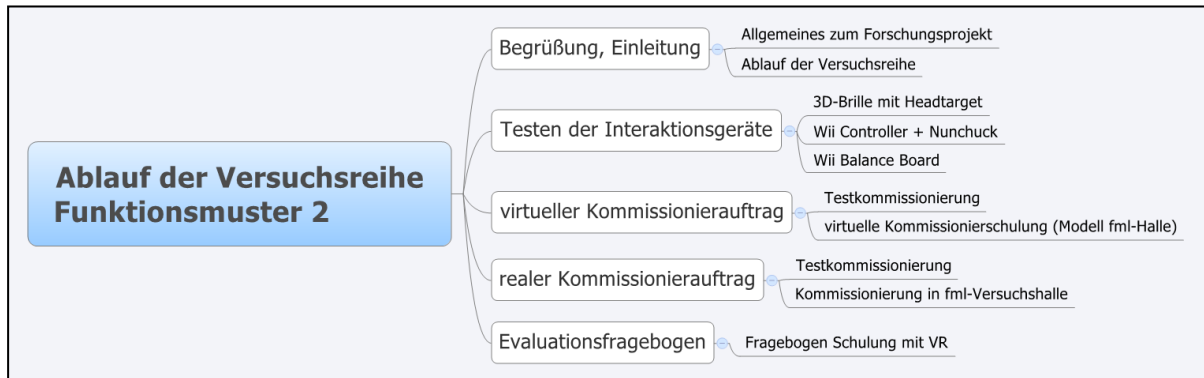 Ablauf der Versuchsreihe
Funktionsmuster 2
Begrüßung, Einleitung
Allgemeines zum Forschungsprojekt
Ablauf der Versuchsreihe
Testen der Interaktionsgeräte
3D-Brille mit Headtarget
Wii Controller + Nunchuck
Wii Balance Board
virtueller Kommissionierauftrag
Testkommissionierung
virtuelle Kommissionierschulung (Modell fml-Halle)
realer Kommissionierauftrag
Testkommissionierung
Kommissionierung in fml-Versuchshalle
Evaluationsfragebogen
Fragebogen Schulung mit VR